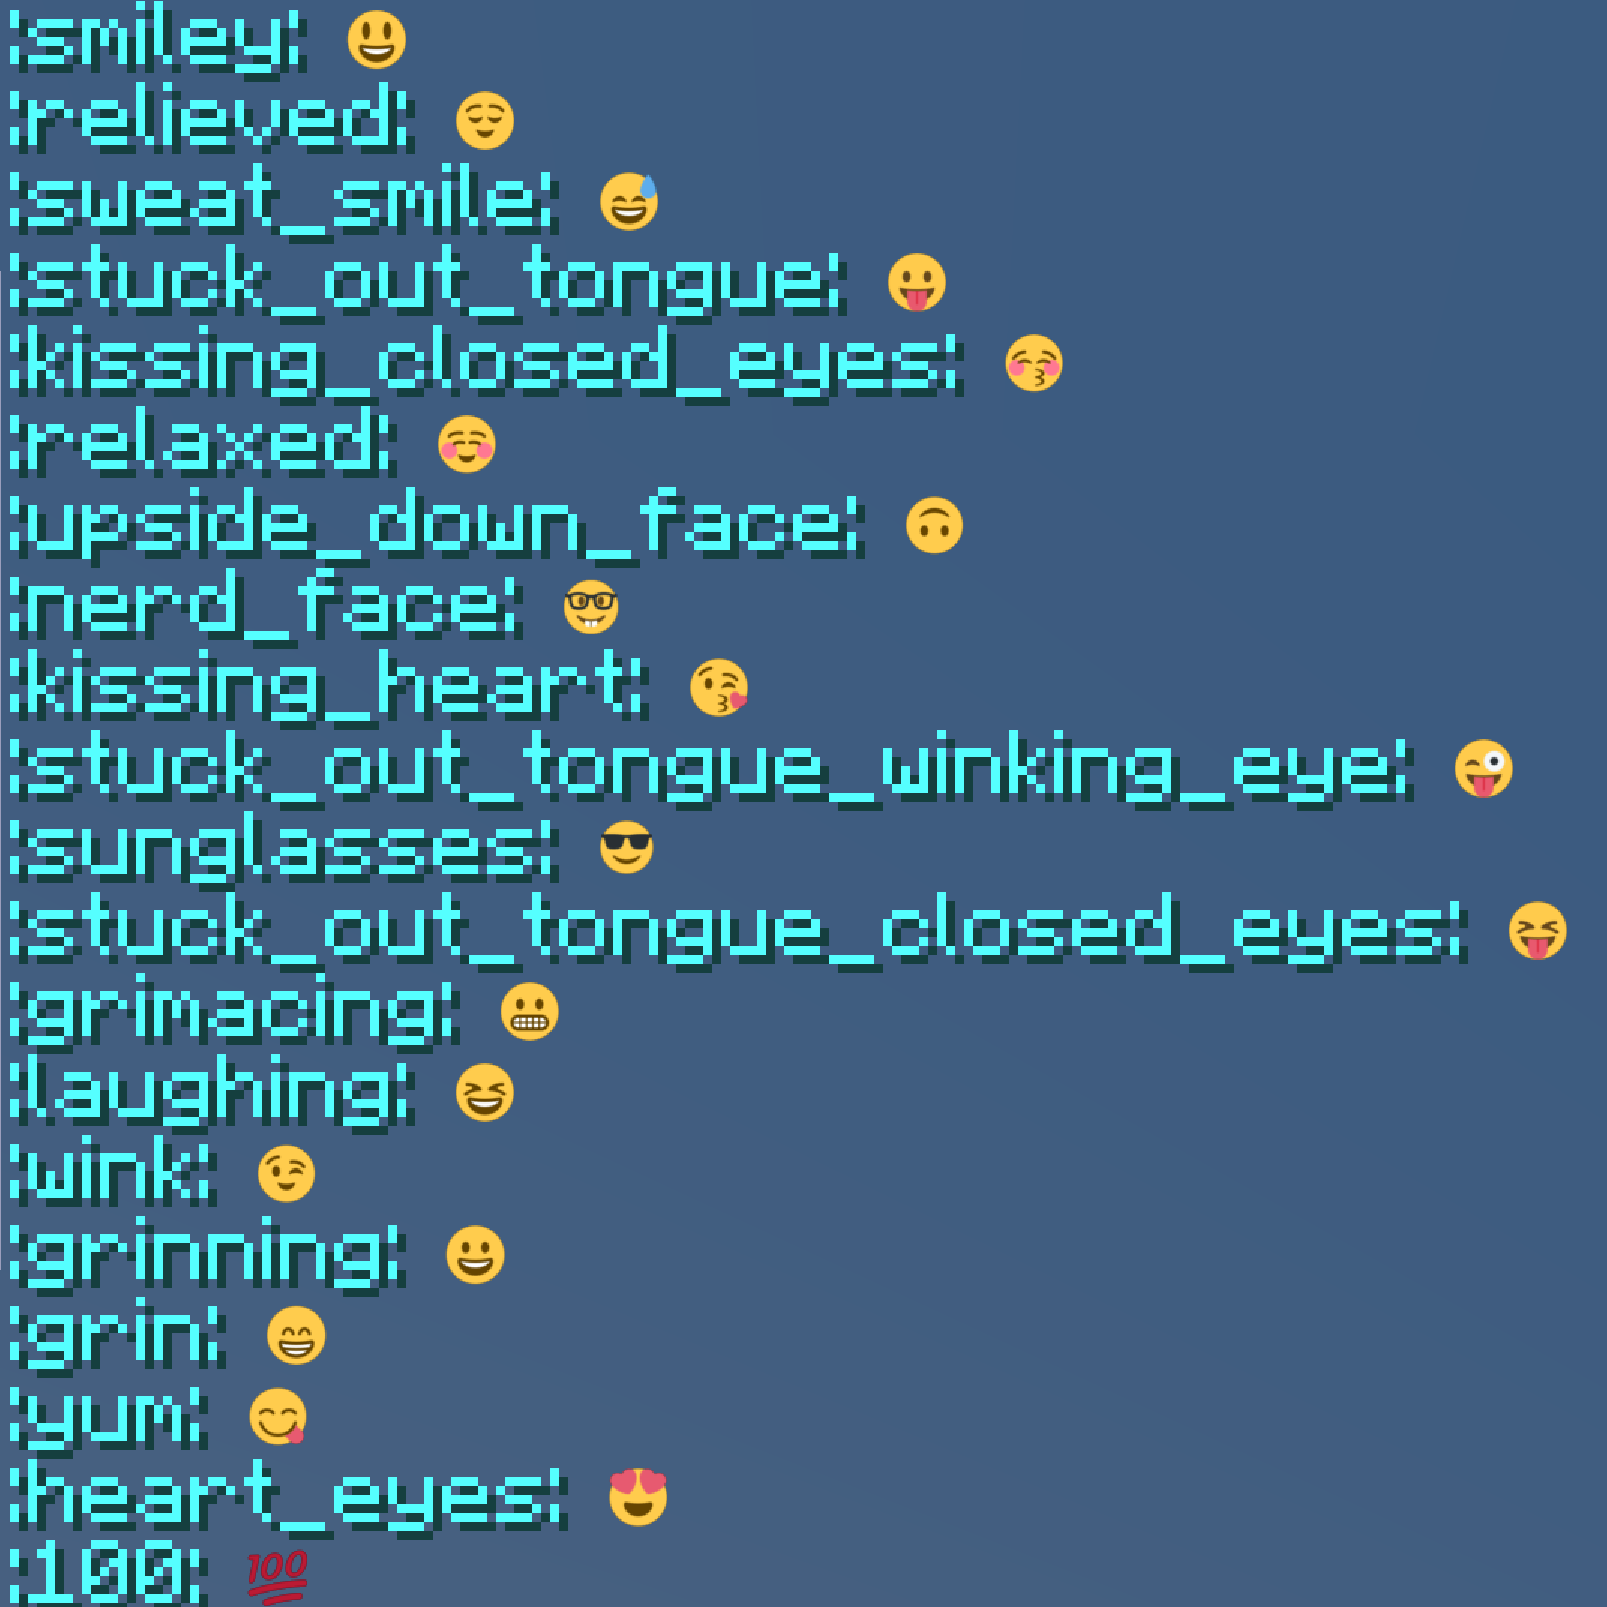 :smiley: 😃
:relieved: 😌
:sweat_smile: 😅
:stuck_out_tongue: 😛
:kissing_closed_eyes: 😚
:relaxed: ☺️
:upside_down_face: 🙃
:nerd_face: 🤓
:kissing_heart: 😘
:stuck_out_tongue_winking_eye: 😜
:sunglasses: 😎
:stuck_out_tongue_closed_eyes: 😝
:grimacing: 😬
:laughing: 😆
:wink: 😉
:grinning: 😀
:grin: 😁
:yum: 😋
:heart_eyes: 😍
:100: 💯